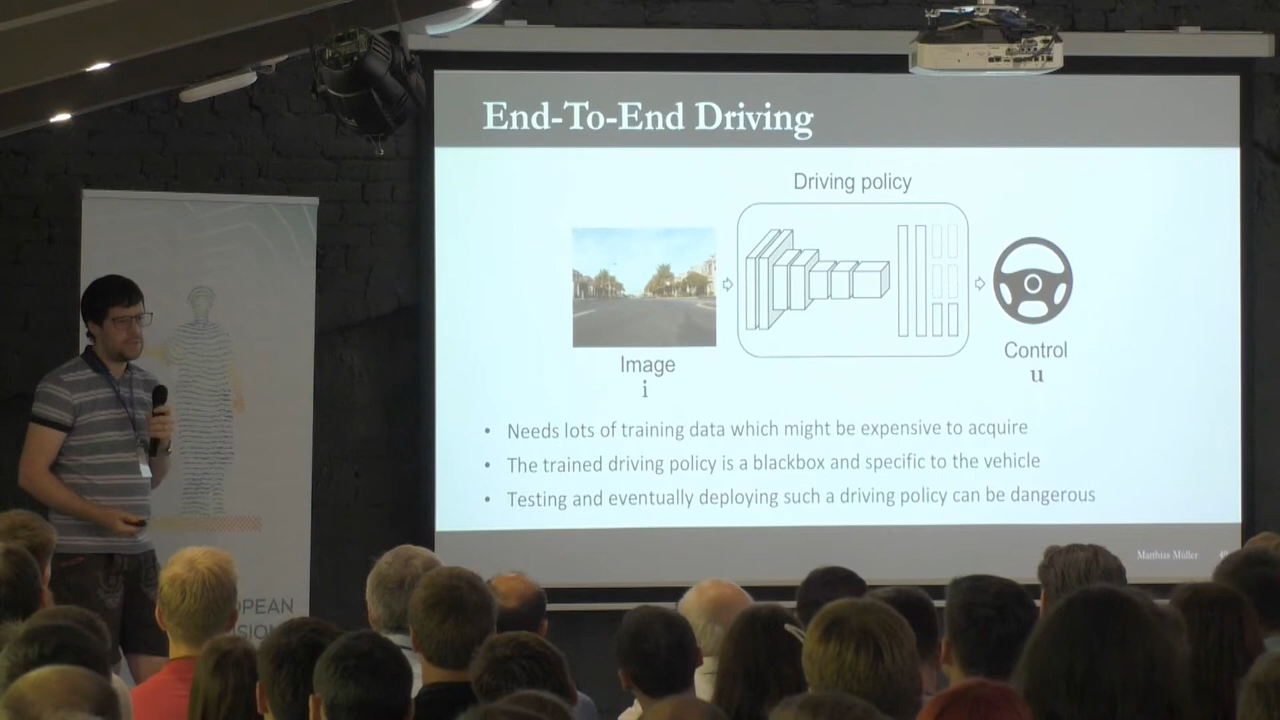 End-To-End Driving
Driving policy
Image
i
Control
u
• Needs lots of training data which might be expensive to acquire
• The trained driving policy is a blackbox and specific to the vehicle
• Testing and eventually deploying such a driving policy can be dangerous
Matthias Müller
OPEAN